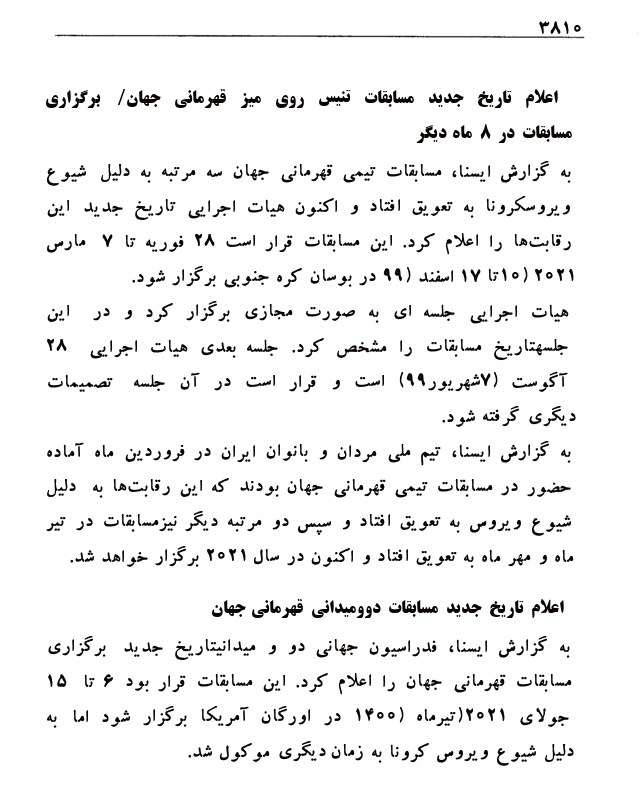 ۳۸۱۰
اعلام تاریخ جدید مسابقات تنیس روی میز قهرمانی جهان/ برگزاری
مسابقات در ۸ ماه دیگر
به گزارش ایسنا، مسابقات تیمی قهرمانی جهان سه مرتبه به دلیل شیوع
ویروسکرونا به تعویق افتاد و اکنون هیات اجرایی تاریخ جدید این
رقابت‌ها را اعلام کرد. این مسابقات قرار است ۲۸ فوریه تا ۷ مارس
۲۰۲۱ (۱۰تا ۱۷ اسفند (۹۹ در بوسان کره جنوبی برگزار شود.
هیات اجرایی جلسه ای به صورت مجازی برگزار کرد و در این
جلسهتاریخ مسابقات را مشخص کرد. جلسه بعدی هیات اجرایی ۲۸
آگوست (۷شهریور۹۹) است و قرار است در آن جلسه تصمیمات
دیگری گرفته شود.
به گزارش ایسنا، تیم ملی مردان و بانوان ایران در فروردین ماه آماده
حضور در مسابقات تیمی قهرمانی جهان بودند که این رقابت‌ها به دلیل
شیوع ویروس به تعویق افتاد و سپس دو مرتبه دیگر نیزمسابقات در تیر
ماه و مهر ماه به تعویق افتاد و اکنون در سال ۲۰۲۱ برگزار خواهد شد.
اعلام تاریخ جدید مسابقات دوومیدانی قهرمانی جهان
به گزارش ایسنا، فدراسیون جهانی دو و میدانیتاریخ جدید برگزاری
مسابقات قهرمانی جهان را اعلام کرد. این مسابقات قرار بود ۶ تا ۱۵
جولای ۲۰۲۱(تیرماه (۱۴۰۰ در اورگان آمریکا برگزار شود اما به
دلیل شیوع ویروس کرونا به زمان دیگری موکول شد.